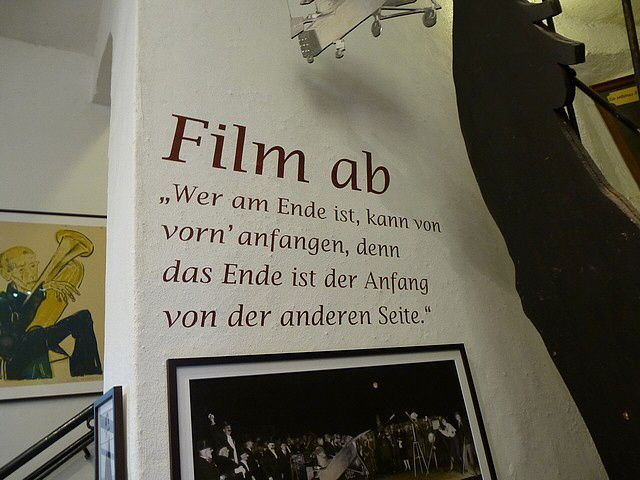 Film ab
„Wer am Ende ist, kann von
vorn' anfangen, denn
das Ende ist der Anfang
von der anderen Seite.“